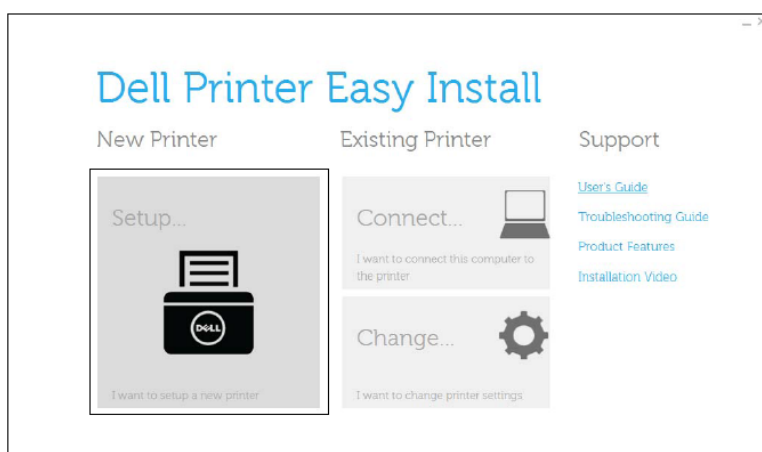 Dell Printer Easy Install
New Printer
Existing Printer
Support
Setup...
DELL
I want to setup a new printer
Connect...
I want to connect this computer to
the printer
Change...
I want to change printer settings
User's Guide
Troubleshooting Guide
Product Features
Installation Video